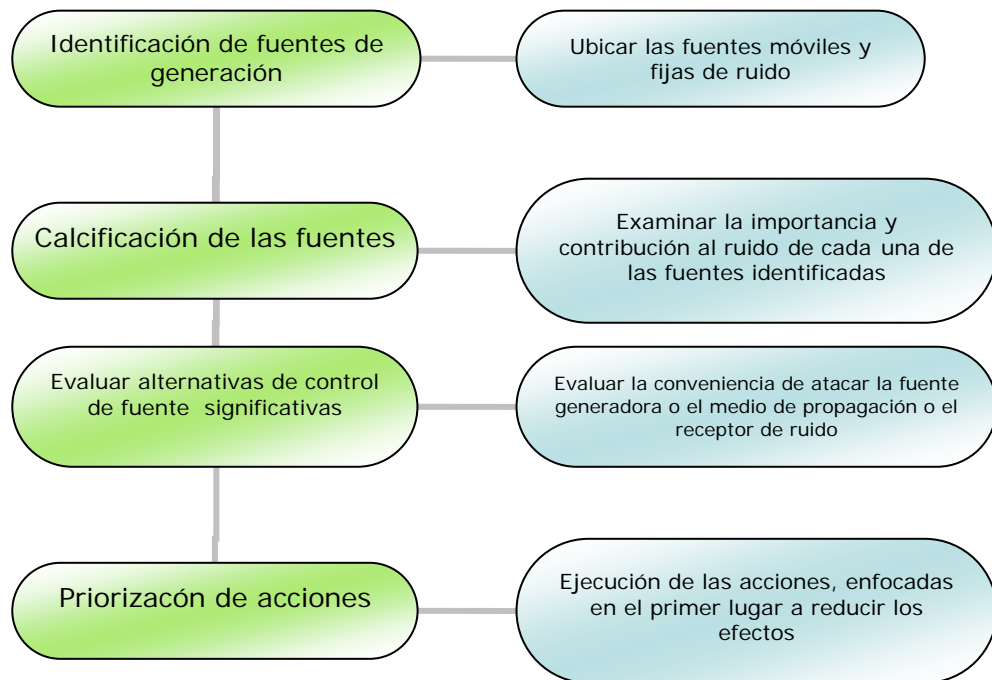 Identificación de fuentes de
generación
Ubicar las fuentes móviles y
fijas de ruido
Calcificación de las fuentes
Examinar la importancia y
contribución al ruido de cada una de
las fuentes identificadas
Evaluar alternativas de control
de fuente significativas
Evaluar la conveniencia de atacar la fuente
generadora o el medio de propagación o el
receptor de ruido
Priorizacón de acciones
Ejecución de las acciones, enfocadas
en el primer lugar a reducir los
efectos